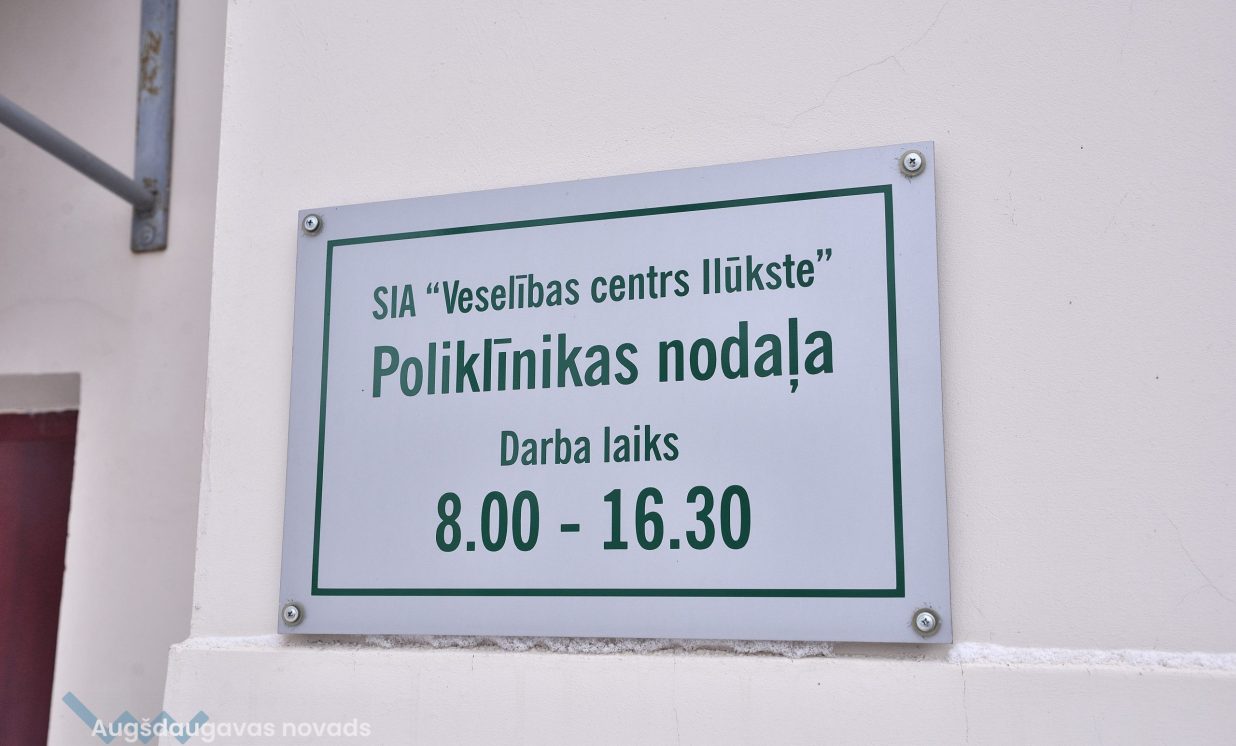 SIA “Veselības centrs Ilūkste”
Poliklīnikas nodaļa
Darba laiks
8.00 - 16.30
Augšdaugavas novads